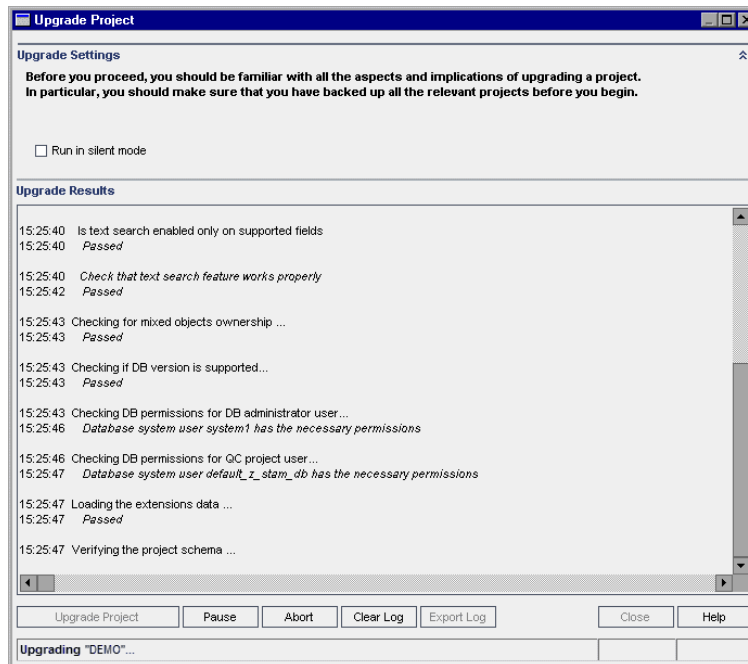 Upgrade Project
Upgrade Settings
Before you proceed, you should be familiar with all the aspects and implications of upgrading a project.
In particular, you should make sure that you have backed up all the relevant projects before you begin.
Run in silent mode
Upgrade Results
15:25:40 Is text search enabled only on supported fields
15:25:40 Passed
15:25:40 Check that text search feature works properly
15:25:42 Passed
15:25:43 Checking for mixed objects ownership ...
15:25:43 Passed
15:25:43 Checking if DB version is supported...
15:25:43 Passed
15:25:43 Checking DB permissions for DB administrator user...
15:25:46 Database system user system1 has the necessary permissions
15:25:46 Checking DB permissions for QC project user...
15:25:47 Database system user default_z_stam_db has the necessary permissions
15:25:47 Loading the extensions data ...
15:25:47 Passed
15:25:47 Verifying the project schema ...
Upgrade Project Pause Abort Clear Log Export Log Close Help
Upgrading "DEMO"...